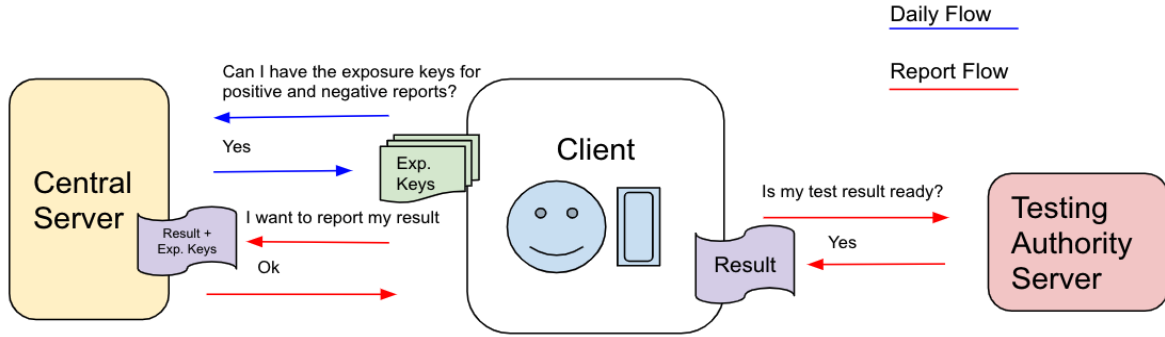 Daily Flow
Report Flow
Can I have the exposure keys for
positive and negative reports?
Yes
Exp.
Keys
Central
Server
Result +
Exp. Keys
I want to report my result
Ok
Client
Result
Is my test result ready?
Yes
Testing
Authority
Server